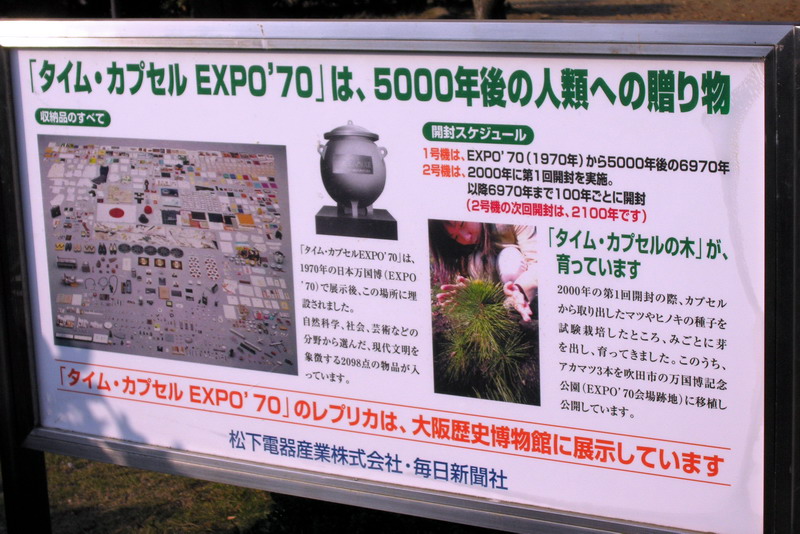 「タイム・カプセル EXPO'70」は、5000年後の人類への贈り物
収納品のすべて
開封スケジュール
1号機は、EXPO'70(1970年)から5000年後の6970年
2号機は、2000年に第1回開封を実施。
以降6970年まで100年ごとに開封
(2号機の次回開封は、2100年です)
「タイム・カプセルEXPO'70」は、
1970年の日本万国博(EXPO
'70)で展示後、この場所に埋
設されました。
自然科学、社会、芸術などの
分野から選んだ、現代文明を
象徴する2098点の物品が入
っています。
「タイム・カプセルの木」が、
育っています
2000年の第1回開封の際、カプセル
から取り出したマツやヒノキの種子を
試験栽培したところ、みごとに芽
を出し、育ってきました。このうち、
アカマツ3本を吹田市の万国博記念
公園(EXPO'70会場跡地)に移植し
公開しています。
「タイム・カプセル EXPO'70」のレプリカは、大阪歴史博物館に展示しています
松下電器産業株式会社・毎日新聞社